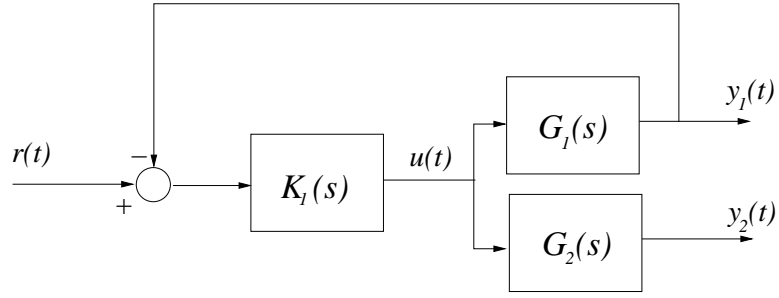 r(t)
−
+
K₁(s)
u(t)
G₁(s)
y₁(t)
G₂(s)
y₂(t)